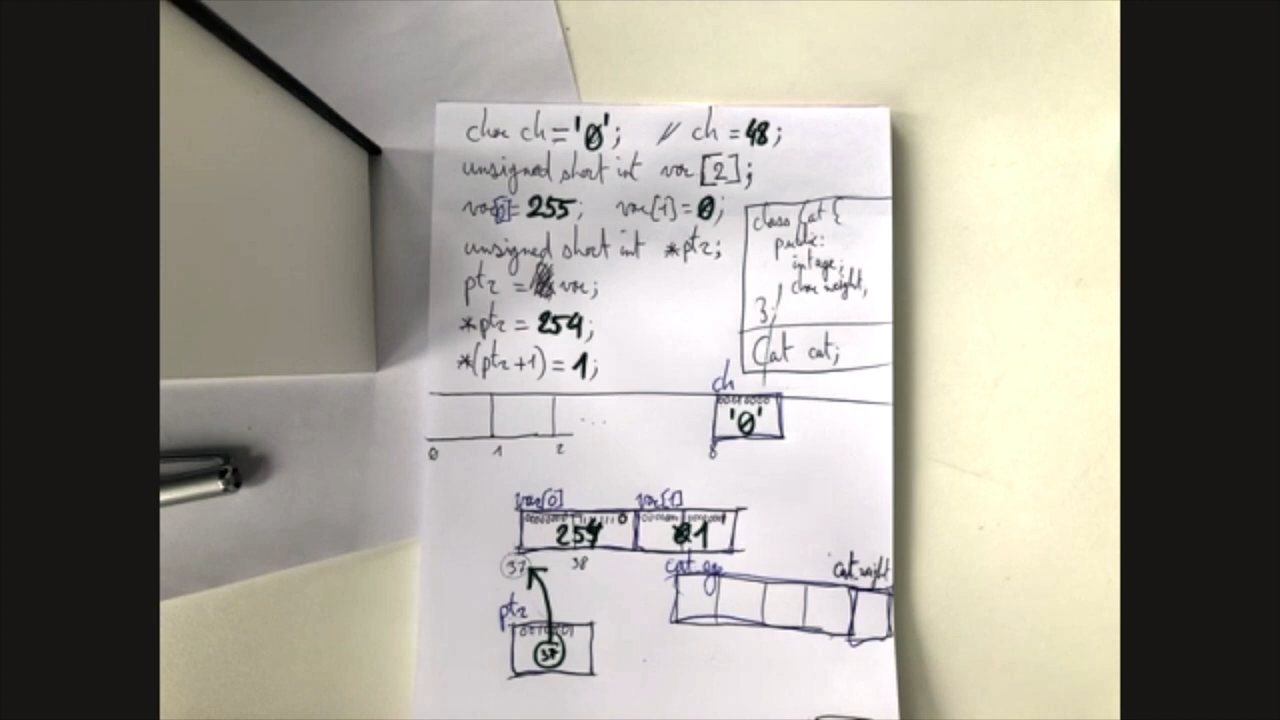 char ch = '0'; // ch = 48;
unsigned short int var [2];
var[0] = 255; var[1] = 0;
unsigned short int *ptr;
ptr = var;
*ptr = 254;
*(ptr+1) = 1;
class Cat {
public:
int age;
char weight;
};
Cat cat;
ch
'0'
0 1 2 ... 8
var[0] var[1]
254 1
37 38
cat.age cat.weight
ptr
37